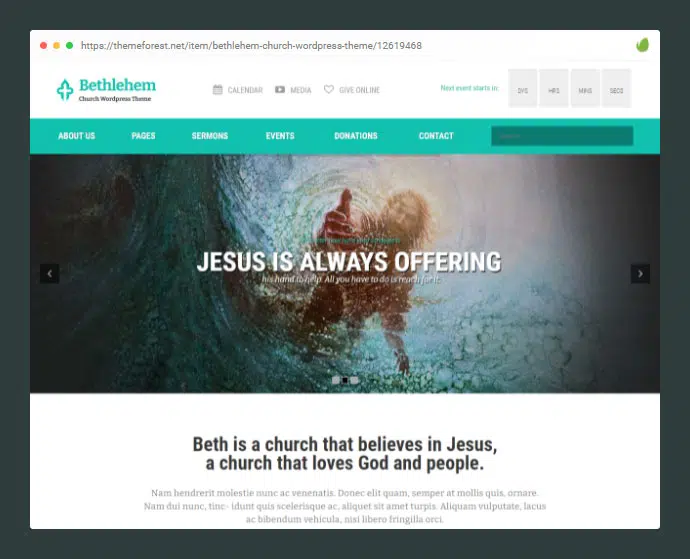 https://themeforest.net/item/bethlehem-church-wordpress-theme/12619468
Bethlehem
Church Wordpress Theme
CALENDAR MEDIA GIVE ONLINE
Next event starts in:
DYS HRS MINS SECS
ABOUT US PAGES SERMONS EVENTS DONATIONS CONTACT
JESUS IS ALWAYS OFFERING
his hand to help. All you have to do is reach for it.
Beth is a church that believes in Jesus,
a church that loves God and people.
Nam hendrerit molestie nunc ac venenatis. Donec elit quam, semper at mollis quis, ornare.
Nam dui nunc, tinc- idunt quis scelerisque ac, aliquet sit amet turpis. Aliquam vulputate, lacus
ac bibendum vehicula, nisi libero fringilla orci.